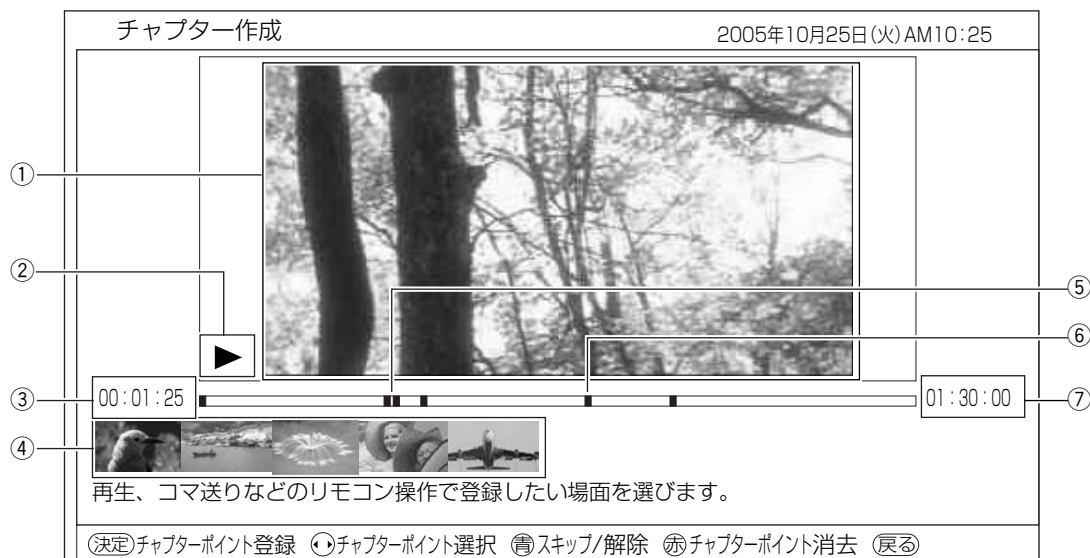 チャプター作成 2005年10月25日(火)AM10:25
①
②
⑤
⑥
③ 00:01:25 01:30:00 ⑦
④
再生、コマ送りなどのリモコン操作で登録したい場面を選びます。
決定 チャプターポイント登録 チャプターポイント選択 青 スキップ/解除 赤 チャプターポイント消去 戻る